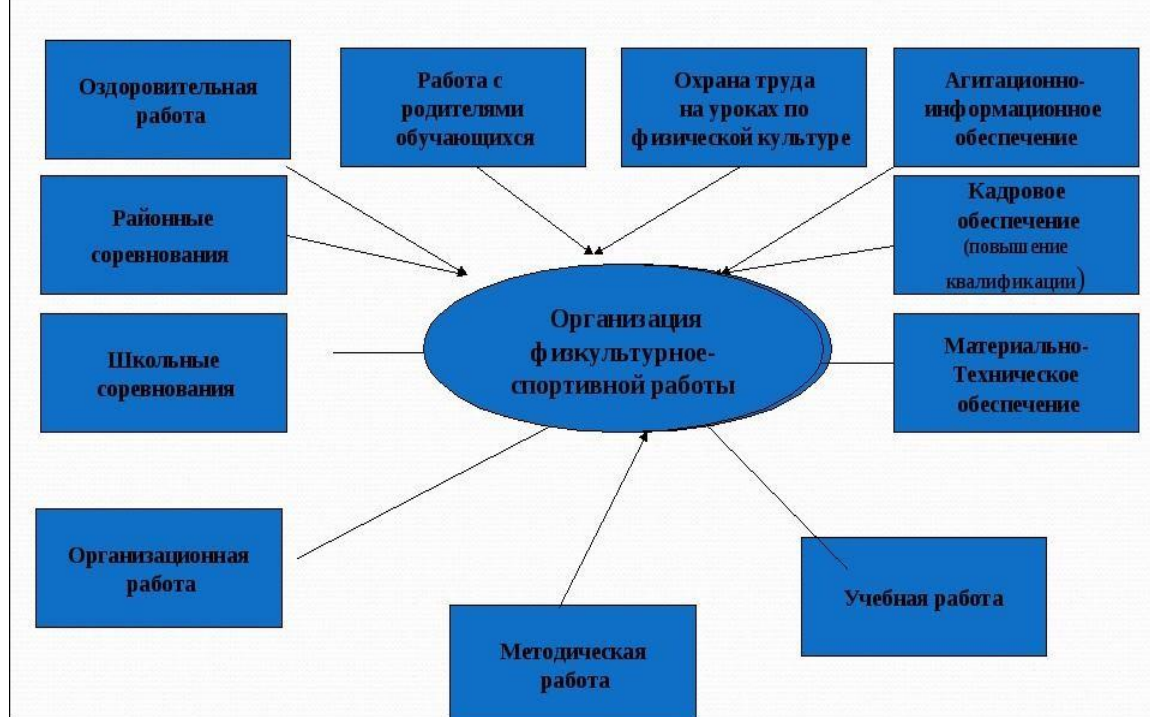 Оздоровительная
работа
Работа с
родителями
обучающихся
Охрана труда
на уроках по
физической культуре
Агитационно-
информационное
обеспечение
Районные
соревнования
Кадровое
обеспечение
(повышение
квалификации)
Организация
физкультурное-
спортивной работы
Школьные
соревнования
Материально-
Техническое
обеспечение
Организационная
работа
Методическая
работа
Учебная работа